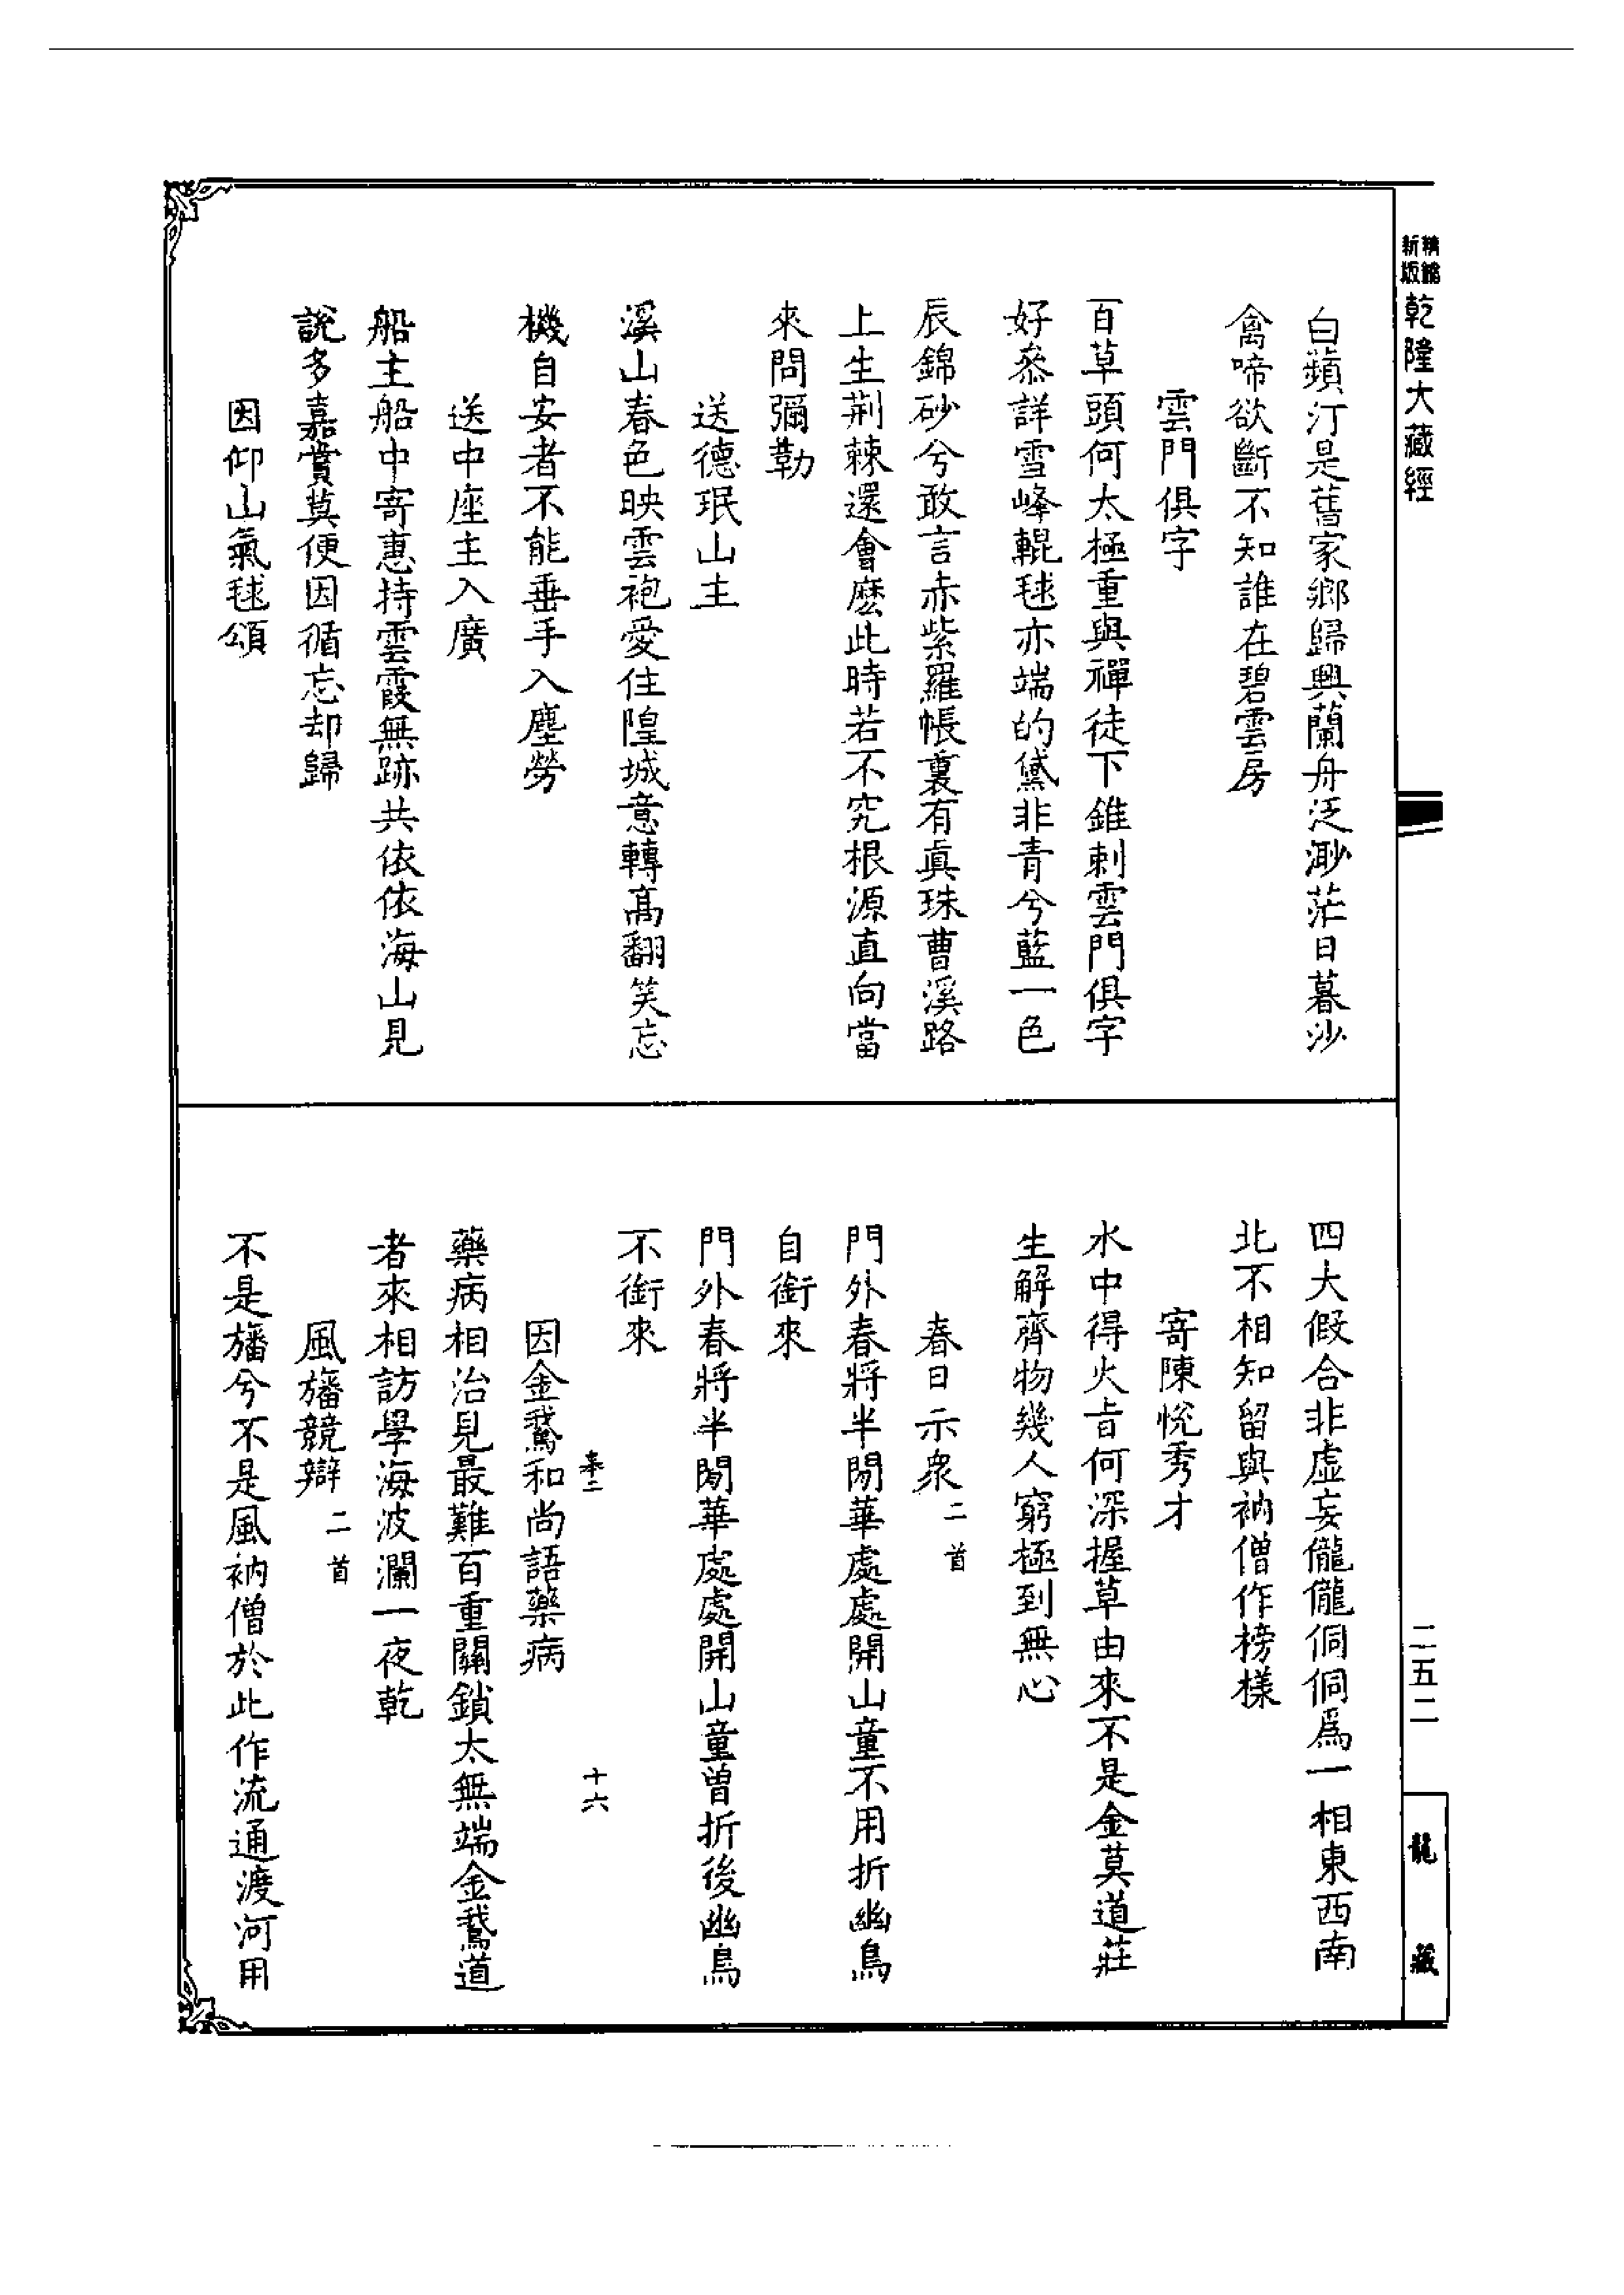 精縮
新版
乾隆大藏經
白蘋汀是舊家鄉歸興蘭舟泛渺茫日暮沙
禽啼欲斷不知誰在碧雲房
雲門俱字
百草頭何太極重與禪徒下錐刺雲門俱字
好叅詳雪峰輥毬亦端的黛非青兮藍一色
辰錦砂兮敢言赤紫羅帳裏有眞珠曹溪路
上生荆棘還會麽此時若不究根源直向當
來問彌勒
送德珉山主
溪山春色映雲袍愛住隍城意轉髙翻笑忘
機自安者不能垂手入塵勞
送中座主入廣
船主船中寄惠持雲霞無跡共依依海山見
說多嘉賞莫便因循忘却歸
因仰山氣毬頌
四大假合非虛妄儱儱侗侗爲一相東西南
北不相知留與衲僧作榜樣
寄陳悅秀才
水中得火旨何深握草由來不是金莫道莊
生解齊物幾人窮極到無心
春日示衆二首
門外春將半閒華處處開山童不用折幽鳥
自銜來
門外春將半閒華處處開山童曽折後幽鳥
不銜來
十六
因金鵞和尚語藥病
藥病相治見最難百重關鎖太無端金鵞道
者來相訪學海波瀾一夜乾
風旛競辯二首
不是旛兮不是風衲僧於此作流通渡河用
二五二
龍藏